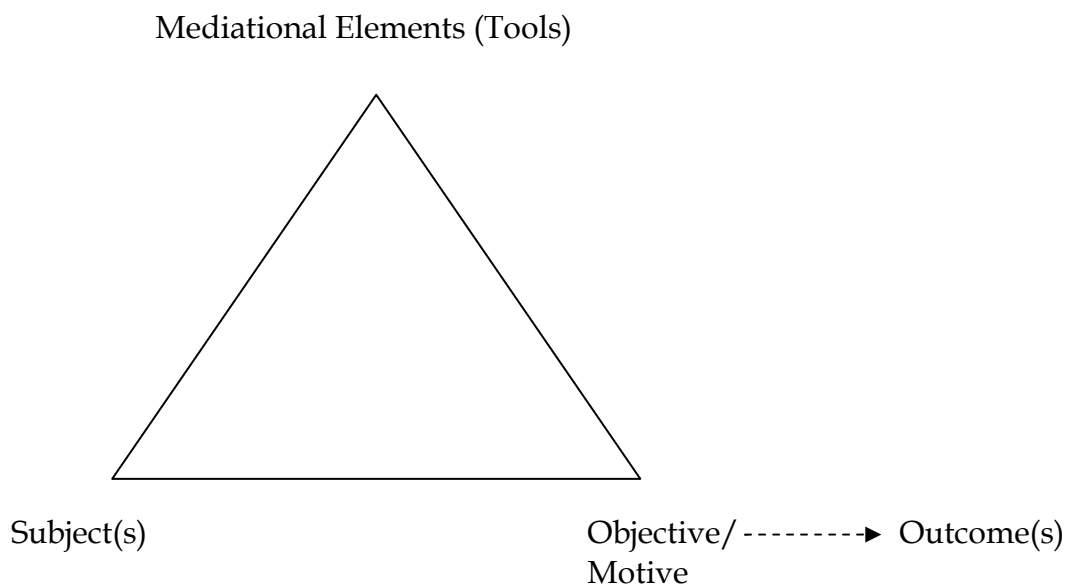 Mediational Elements (Tools)
Subject(s)
Objective/
Motive
Outcome(s)